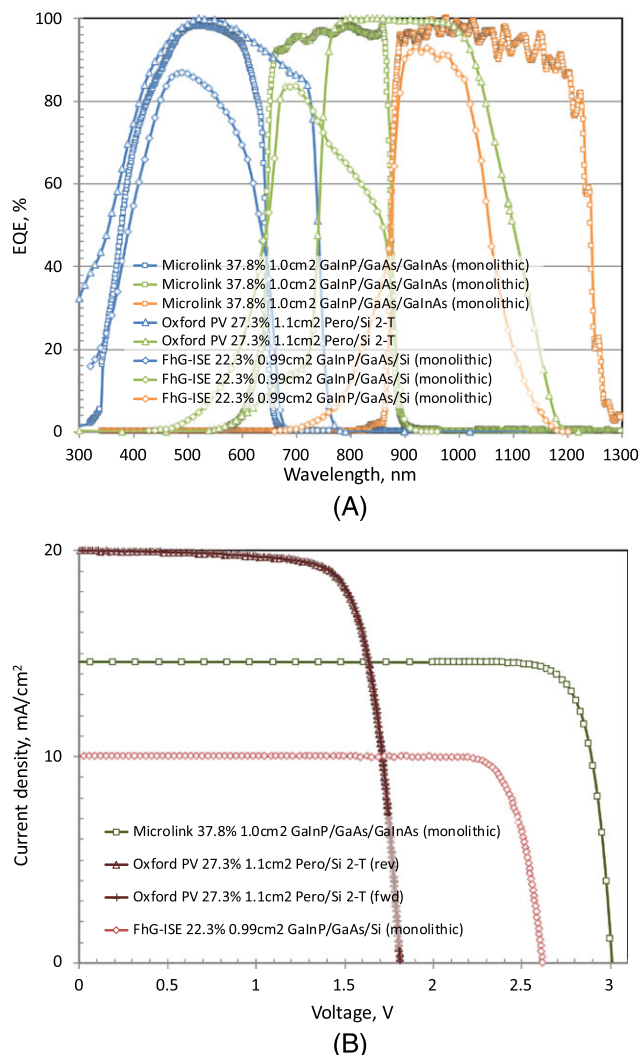 100
80
60
40
20
0
EQE, %
Microlink 37.8% 1.0cm2 GaInP/GaAs/GaInAs (monolithic)
Microlink 37.8% 1.0cm2 GaInP/GaAs/GaInAs (monolithic)
Microlink 37.8% 1.0cm2 GaInP/GaAs/GaInAs (monolithic)
Oxford PV 27.3% 1.1cm2 Pero/Si 2-T
Oxford PV 27.3% 1.1cm2 Pero/Si 2-T
FhG-ISE 22.3% 0.99cm2 GaInP/GaAs/Si (monolithic)
FhG-ISE 22.3% 0.99cm2 GaInP/GaAs/Si (monolithic)
FhG-ISE 22.3% 0.99cm2 GaInP/GaAs/Si (monolithic)
300 400 500 600 700 800 900 1000 1100 1200 1300
Wavelength, nm
(A)
20
10
0
Current density, mA/cm²
Microlink 37.8% 1.0cm2 GaInP/GaAs/GaInAs (monolithic)
Oxford PV 27.3% 1.1cm2 Pero/Si 2-T (rev)
Oxford PV 27.3% 1.1cm2 Pero/Si 2-T (fwd)
FhG-ISE 22.3% 0.99cm2 GaInP/GaAs/Si (monolithic)
0 0.5 1 1.5 2 2.5 3
Voltage, V
(B)